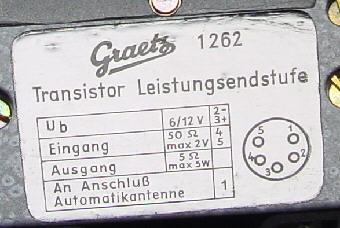 Graetz 1262
Transistor Leistungsendstufe
Ub 6/12 V 2- 3+
Eingang 50 Ω max 2V 4 5
Ausgang 5 Ω max 5W
An Anschluß Automatikantenne 1
5 1
4 2
3